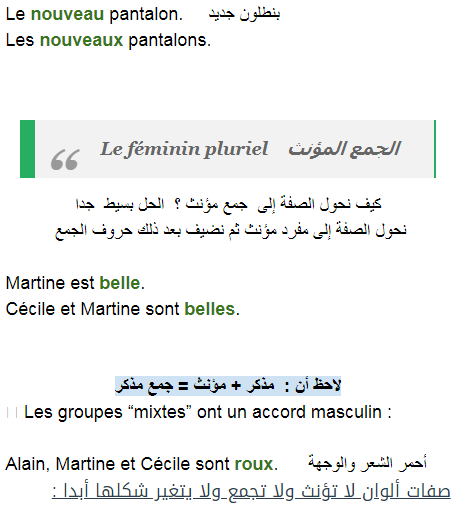 Le nouveau pantalon. بنطلون جديد
Les nouveaux pantalons.
Le féminin pluriel الجمع المؤنث
كيف نحول الصفة إلى جمع مؤنث ؟ الحل بسيط جدا
نحول الصفة إلى مفرد مؤنث ثم نضيف بعد ذلك حروف الجمع
Martine est belle.
Cécile et Martine sont belles.
لاحظ أن : مذكر + مؤنث = جمع مذكر
Les groupes “mixtes” ont un accord masculin :
Alain, Martine et Cécile sont roux. أحمر الشعر والوجهة
صفات ألوان لا تؤنث ولا تجمع ولا يتغير شكلها أبدا :